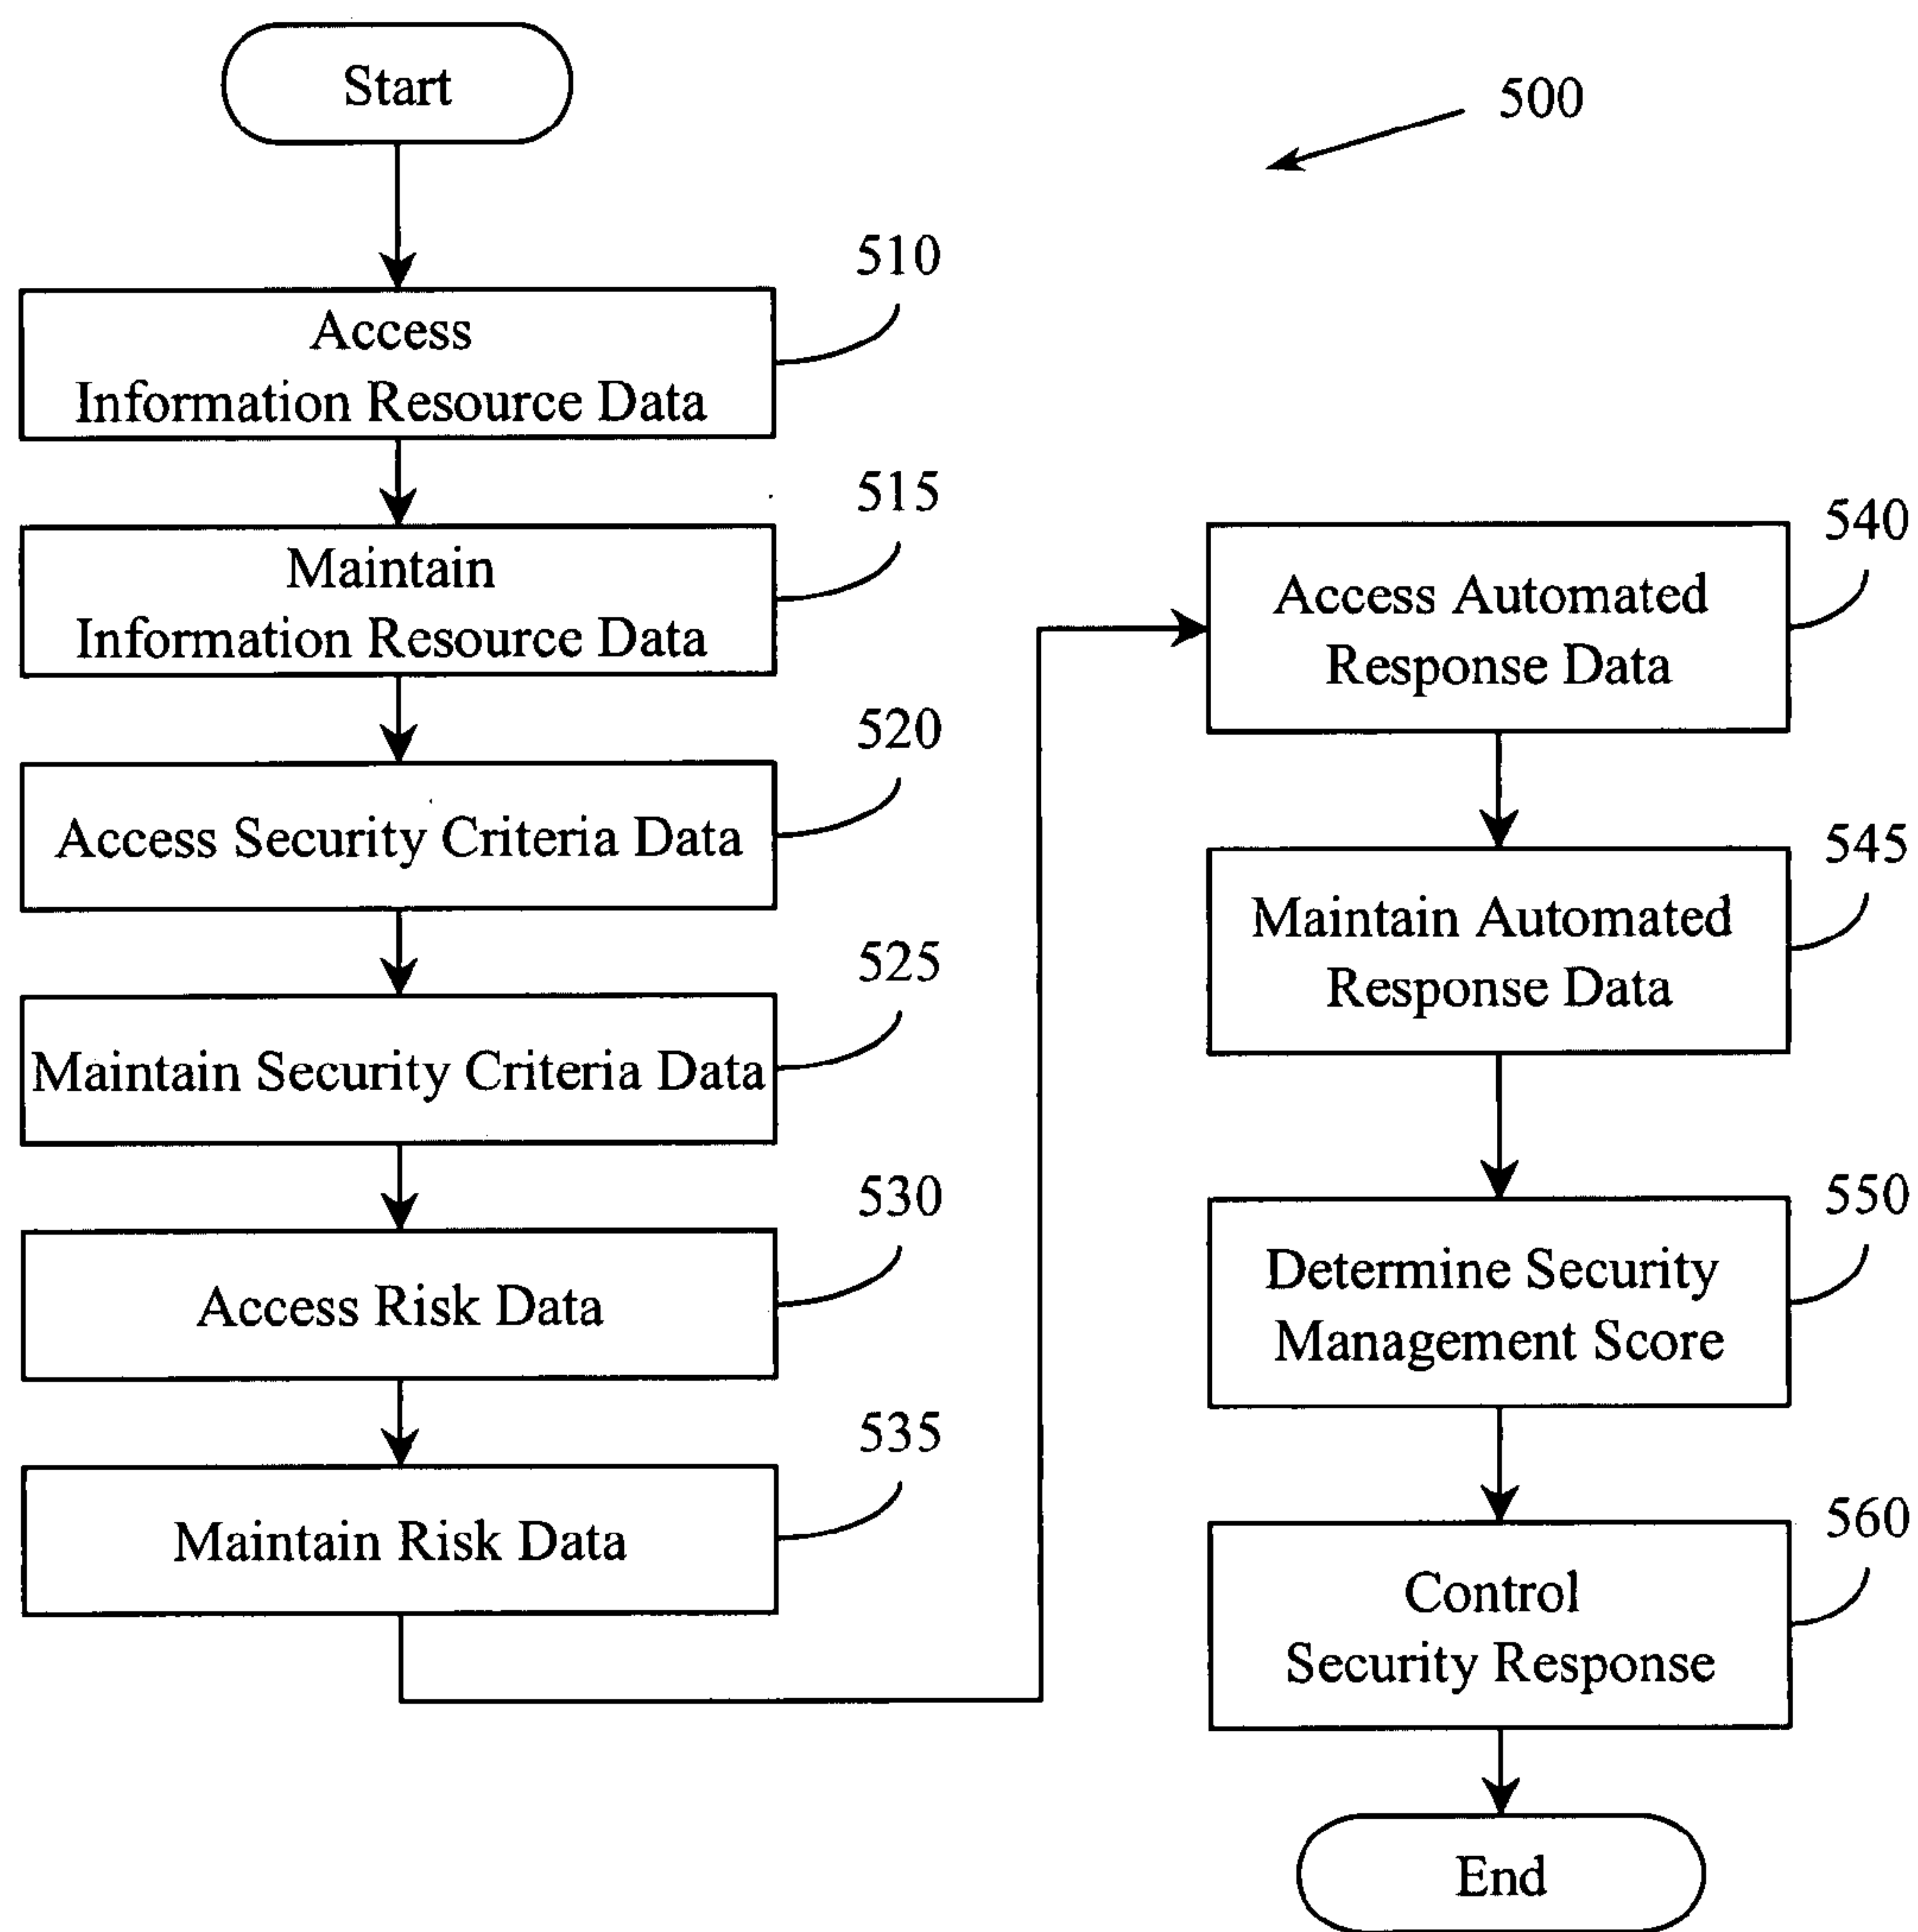 Start
500
510
Access
Information Resource Data
515
Maintain
Information Resource Data
520
Access Security Criteria Data
525
Maintain Security Criteria Data
530
Access Risk Data
535
Maintain Risk Data
540
Access Automated
Response Data
545
Maintain Automated
Response Data
550
Determine Security
Management Score
560
Control
Security Response
End